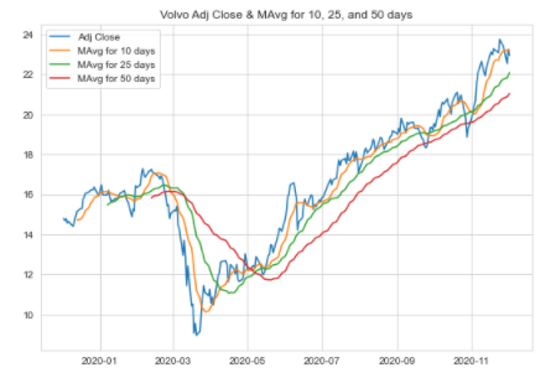 Volvo Adj Close & MAvg for 10, 25, and 50 days
Adj Close
MAvg for 10 days
MAvg for 25 days
MAvg for 50 days
24
22
20
18
16
14
12
10
2020-01 2020-03 2020-05 2020-07 2020-09 2020-11